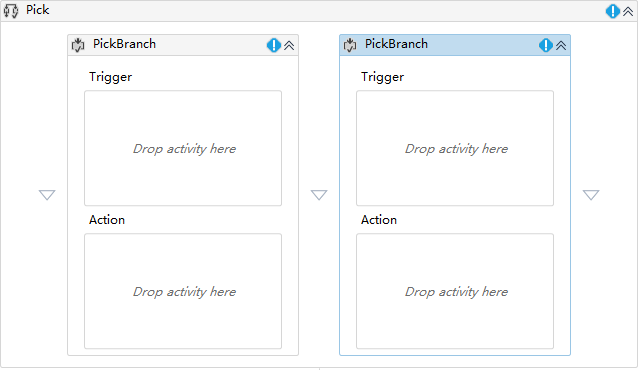 Pick
PickBranch
Trigger
Drop activity here
Action
Drop activity here
PickBranch
Trigger
Drop activity here
Action
Drop activity here